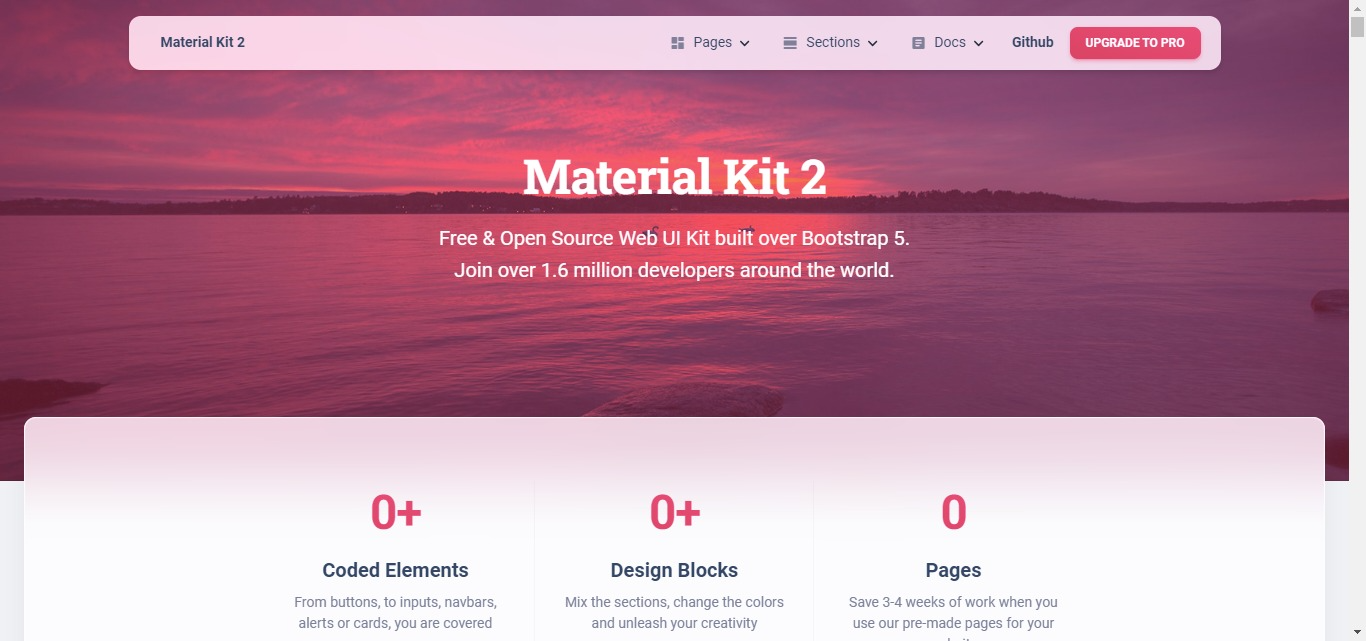 Material Kit 2
Pages
Sections
Docs
Github
UPGRADE TO PRO
Material Kit 2
Free & Open Source Web UI Kit built over Bootstrap 5.
Join over 1.6 million developers around the world.
0+
Coded Elements
From buttons, to inputs, navbars,
alerts or cards, you are covered
0+
Design Blocks
Mix the sections, change the colors
and unleash your creativity
0
Pages
Save 3-4 weeks of work when you
use our pre-made pages for your